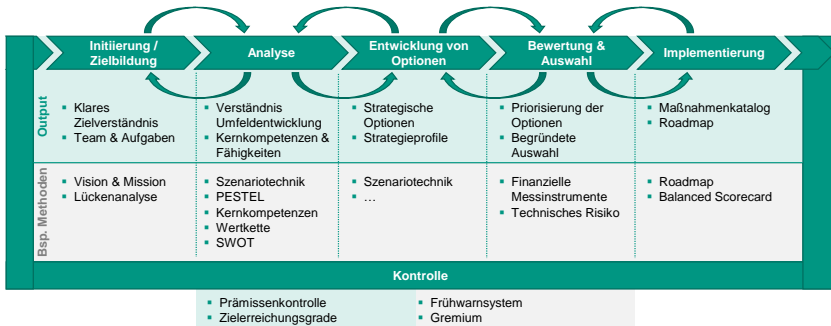 Initiierung /
Zielbildung
Analyse
Entwicklung von
Optionen
Bewertung &
Auswahl
Implementierung
Output
▪ Klares
Zielverständnis
▪ Team & Aufgaben
▪ Verständnis
Umfeldentwicklung
▪ Kernkompetenzen &
Fähigkeiten
▪ Strategische
Optionen
▪ Strategieprofile
▪ Priorisierung der
Optionen
▪ Begründete
Auswahl
▪ Maßnahmenkatalog
▪ Roadmap
Bsp. Methoden
▪ Vision & Mission
▪ Lückenanalyse
▪ Szenariotechnik
▪ PESTEL
▪ Kernkompetenzen
▪ Wertkette
▪ SWOT
▪ Szenariotechnik
▪ …
▪ Finanzielle
Messinstrumente
▪ Technisches Risiko
▪ Roadmap
▪ Balanced Scorecard
Kontrolle
▪ Prämissenkontrolle
▪ Zielerreichungsgrade
▪ Frühwarnsystem
▪ Gremium